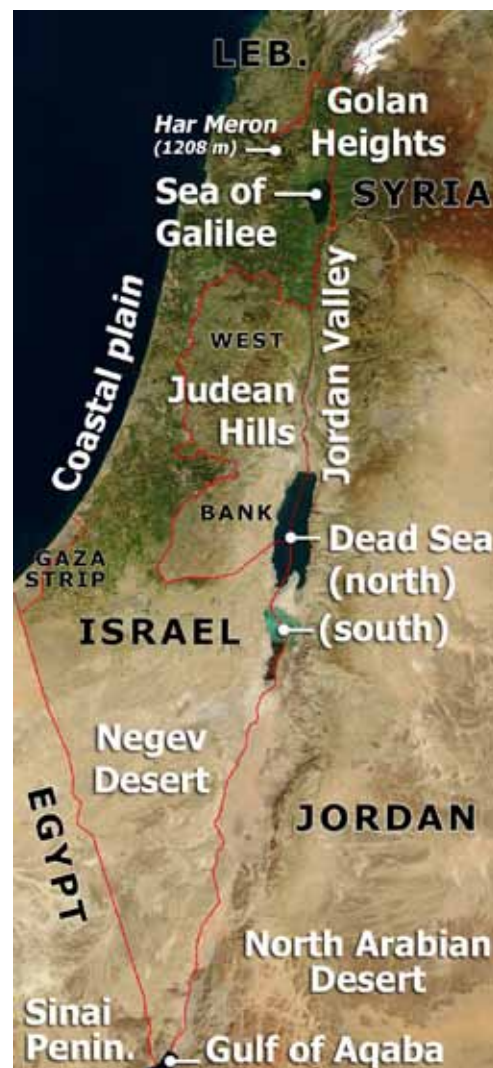 LEB.
Golan
Heights
Har Meron
(1208 m)
Sea of
Galilee
SYRIA
Coastal plain
WEST
Jordan Valley
Judean
Hills
BANK
Dead Sea
(north)
GAZA
STRIP
ISRAEL
(south)
Negev
Desert
EGYPT
JORDAN
North Arabian
Desert
Sinai
Penin.
Gulf of Aqaba